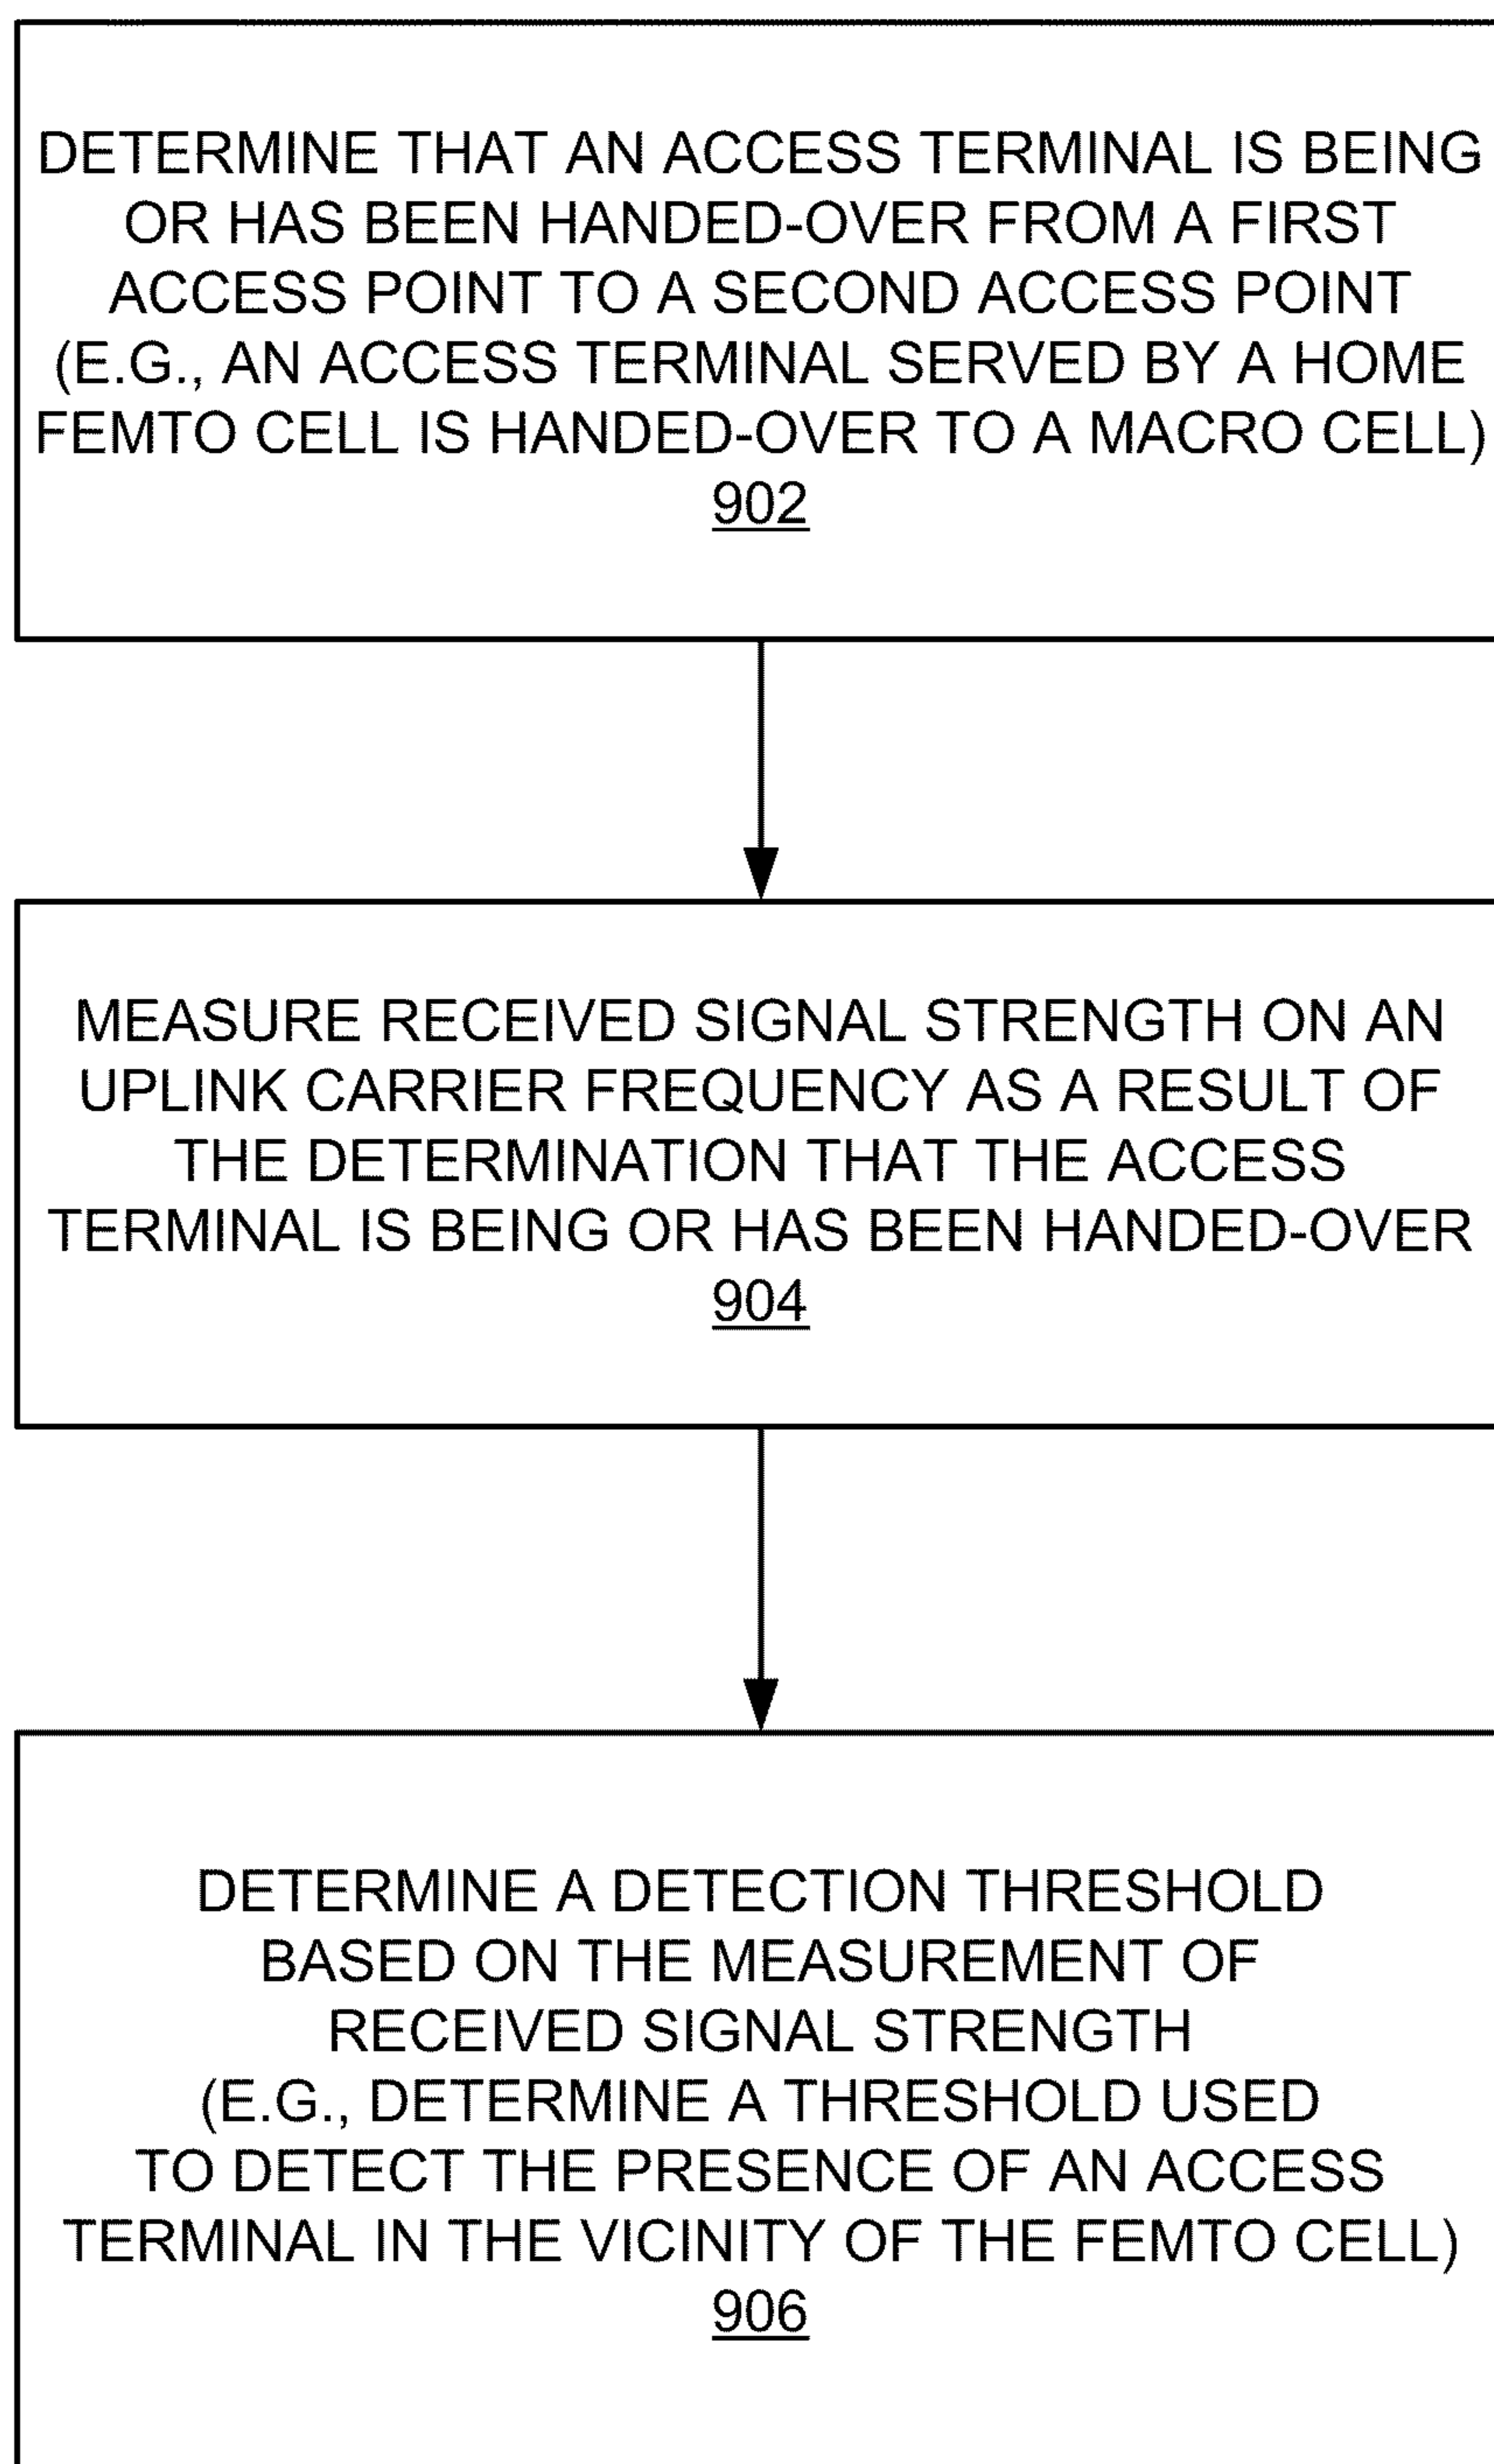 DETERMINE THAT AN ACCESS TERMINAL IS BEING
OR HAS BEEN HANDED-OVER FROM A FIRST
ACCESS POINT TO A SECOND ACCESS POINT
(E.G., AN ACCESS TERMINAL SERVED BY A HOME
FEMTO CELL IS HANDED-OVER TO A MACRO CELL)
902
MEASURE RECEIVED SIGNAL STRENGTH ON AN
UPLINK CARRIER FREQUENCY AS A RESULT OF
THE DETERMINATION THAT THE ACCESS
TERMINAL IS BEING OR HAS BEEN HANDED-OVER
904
DETERMINE A DETECTION THRESHOLD
BASED ON THE MEASUREMENT OF
RECEIVED SIGNAL STRENGTH
(E.G., DETERMINE A THRESHOLD USED
TO DETECT THE PRESENCE OF AN ACCESS
TERMINAL IN THE VICINITY OF THE FEMTO CELL)
906